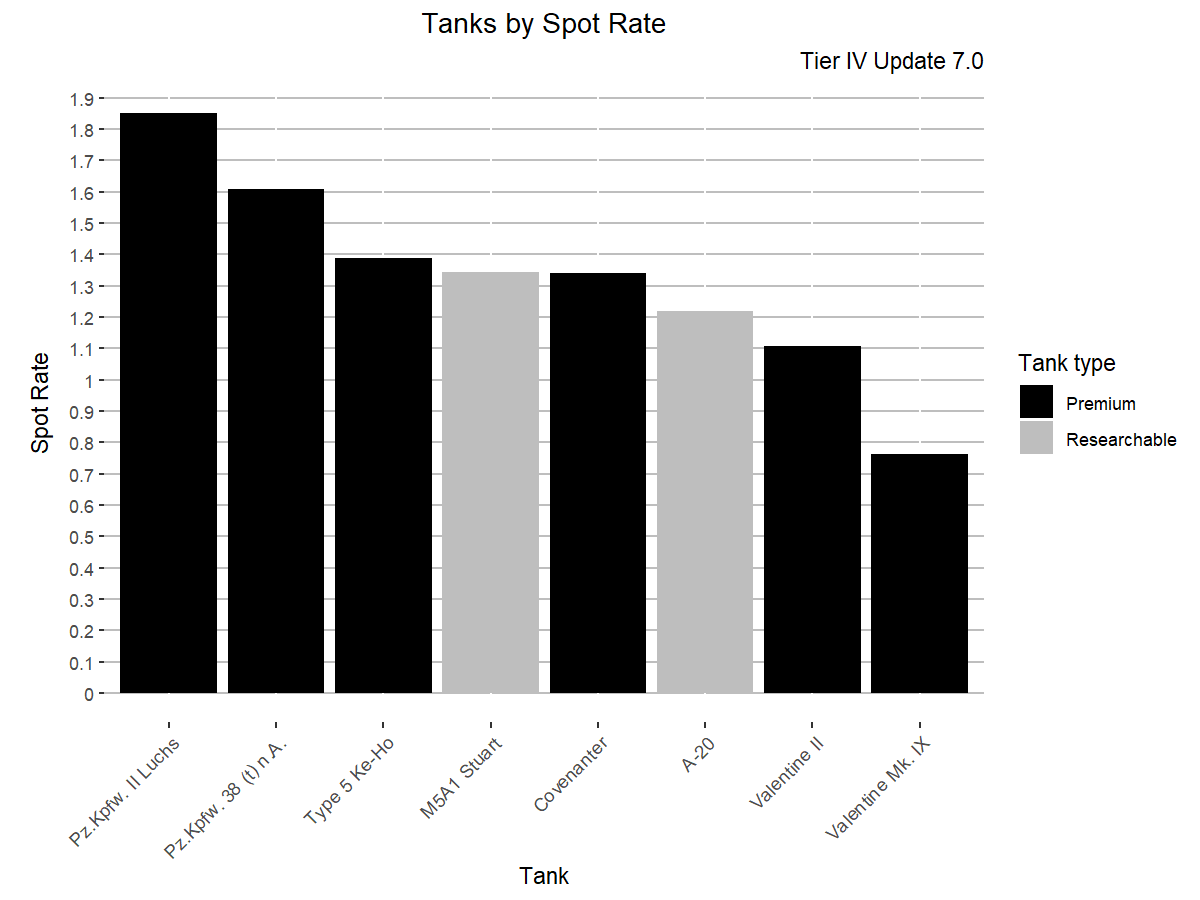 Tanks by Spot Rate
Tier IV Update 7.0
1.9
1.8
1.7
1.6
1.5
1.4
1.3
1.2
1.1
1
0.9
0.8
0.7
0.6
0.5
0.4
0.3
0.2
0.1
0
Spot Rate
Pz.Kpfw. II Luchs
Pz.Kpfw. 38 (t) n A.
Type 5 Ke-Ho
M5A1 Stuart
Covenanter
A-20
Valentine II
Valentine Mk. IX
Tank
Tank type
Premium
Researchable